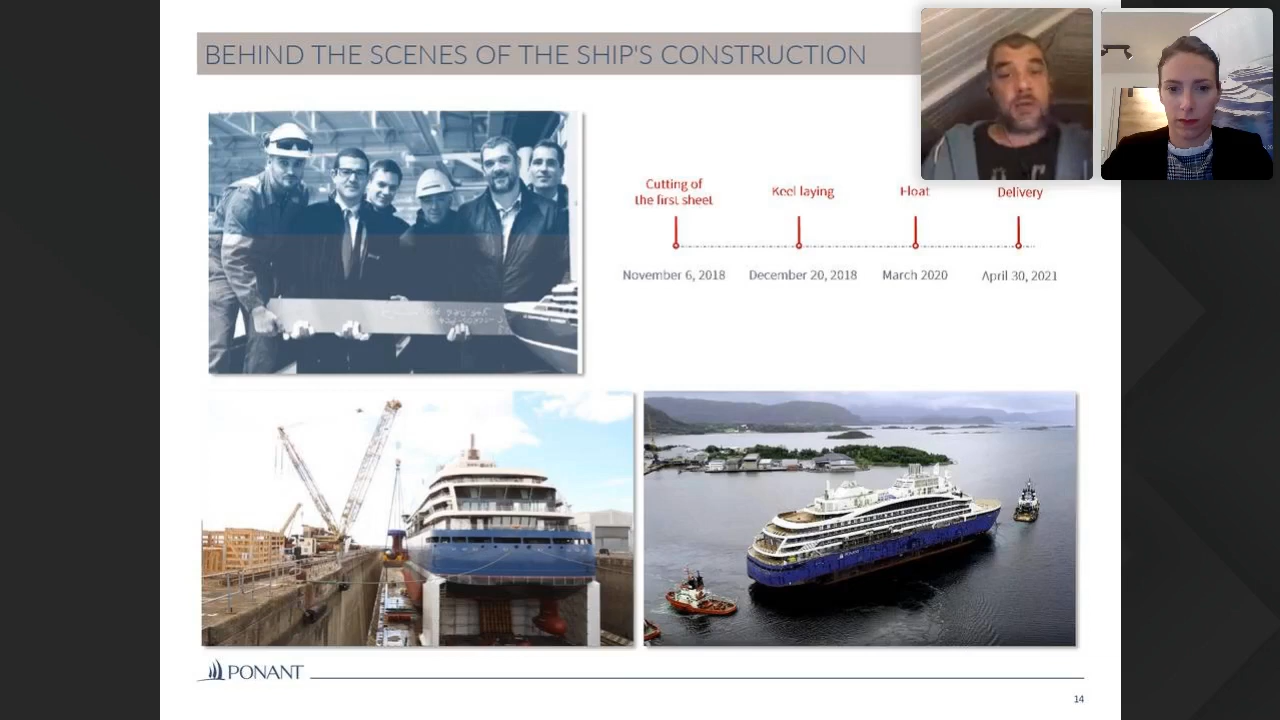 BEHIND THE SCENES OF THE SHIP'S CONSTRUCTION
Cutting of
the first sheet
Keel laying
Float
Delivery
November 6, 2018
December 20, 2018
March 2020
April 30, 2021
PONANT
PONANT
14